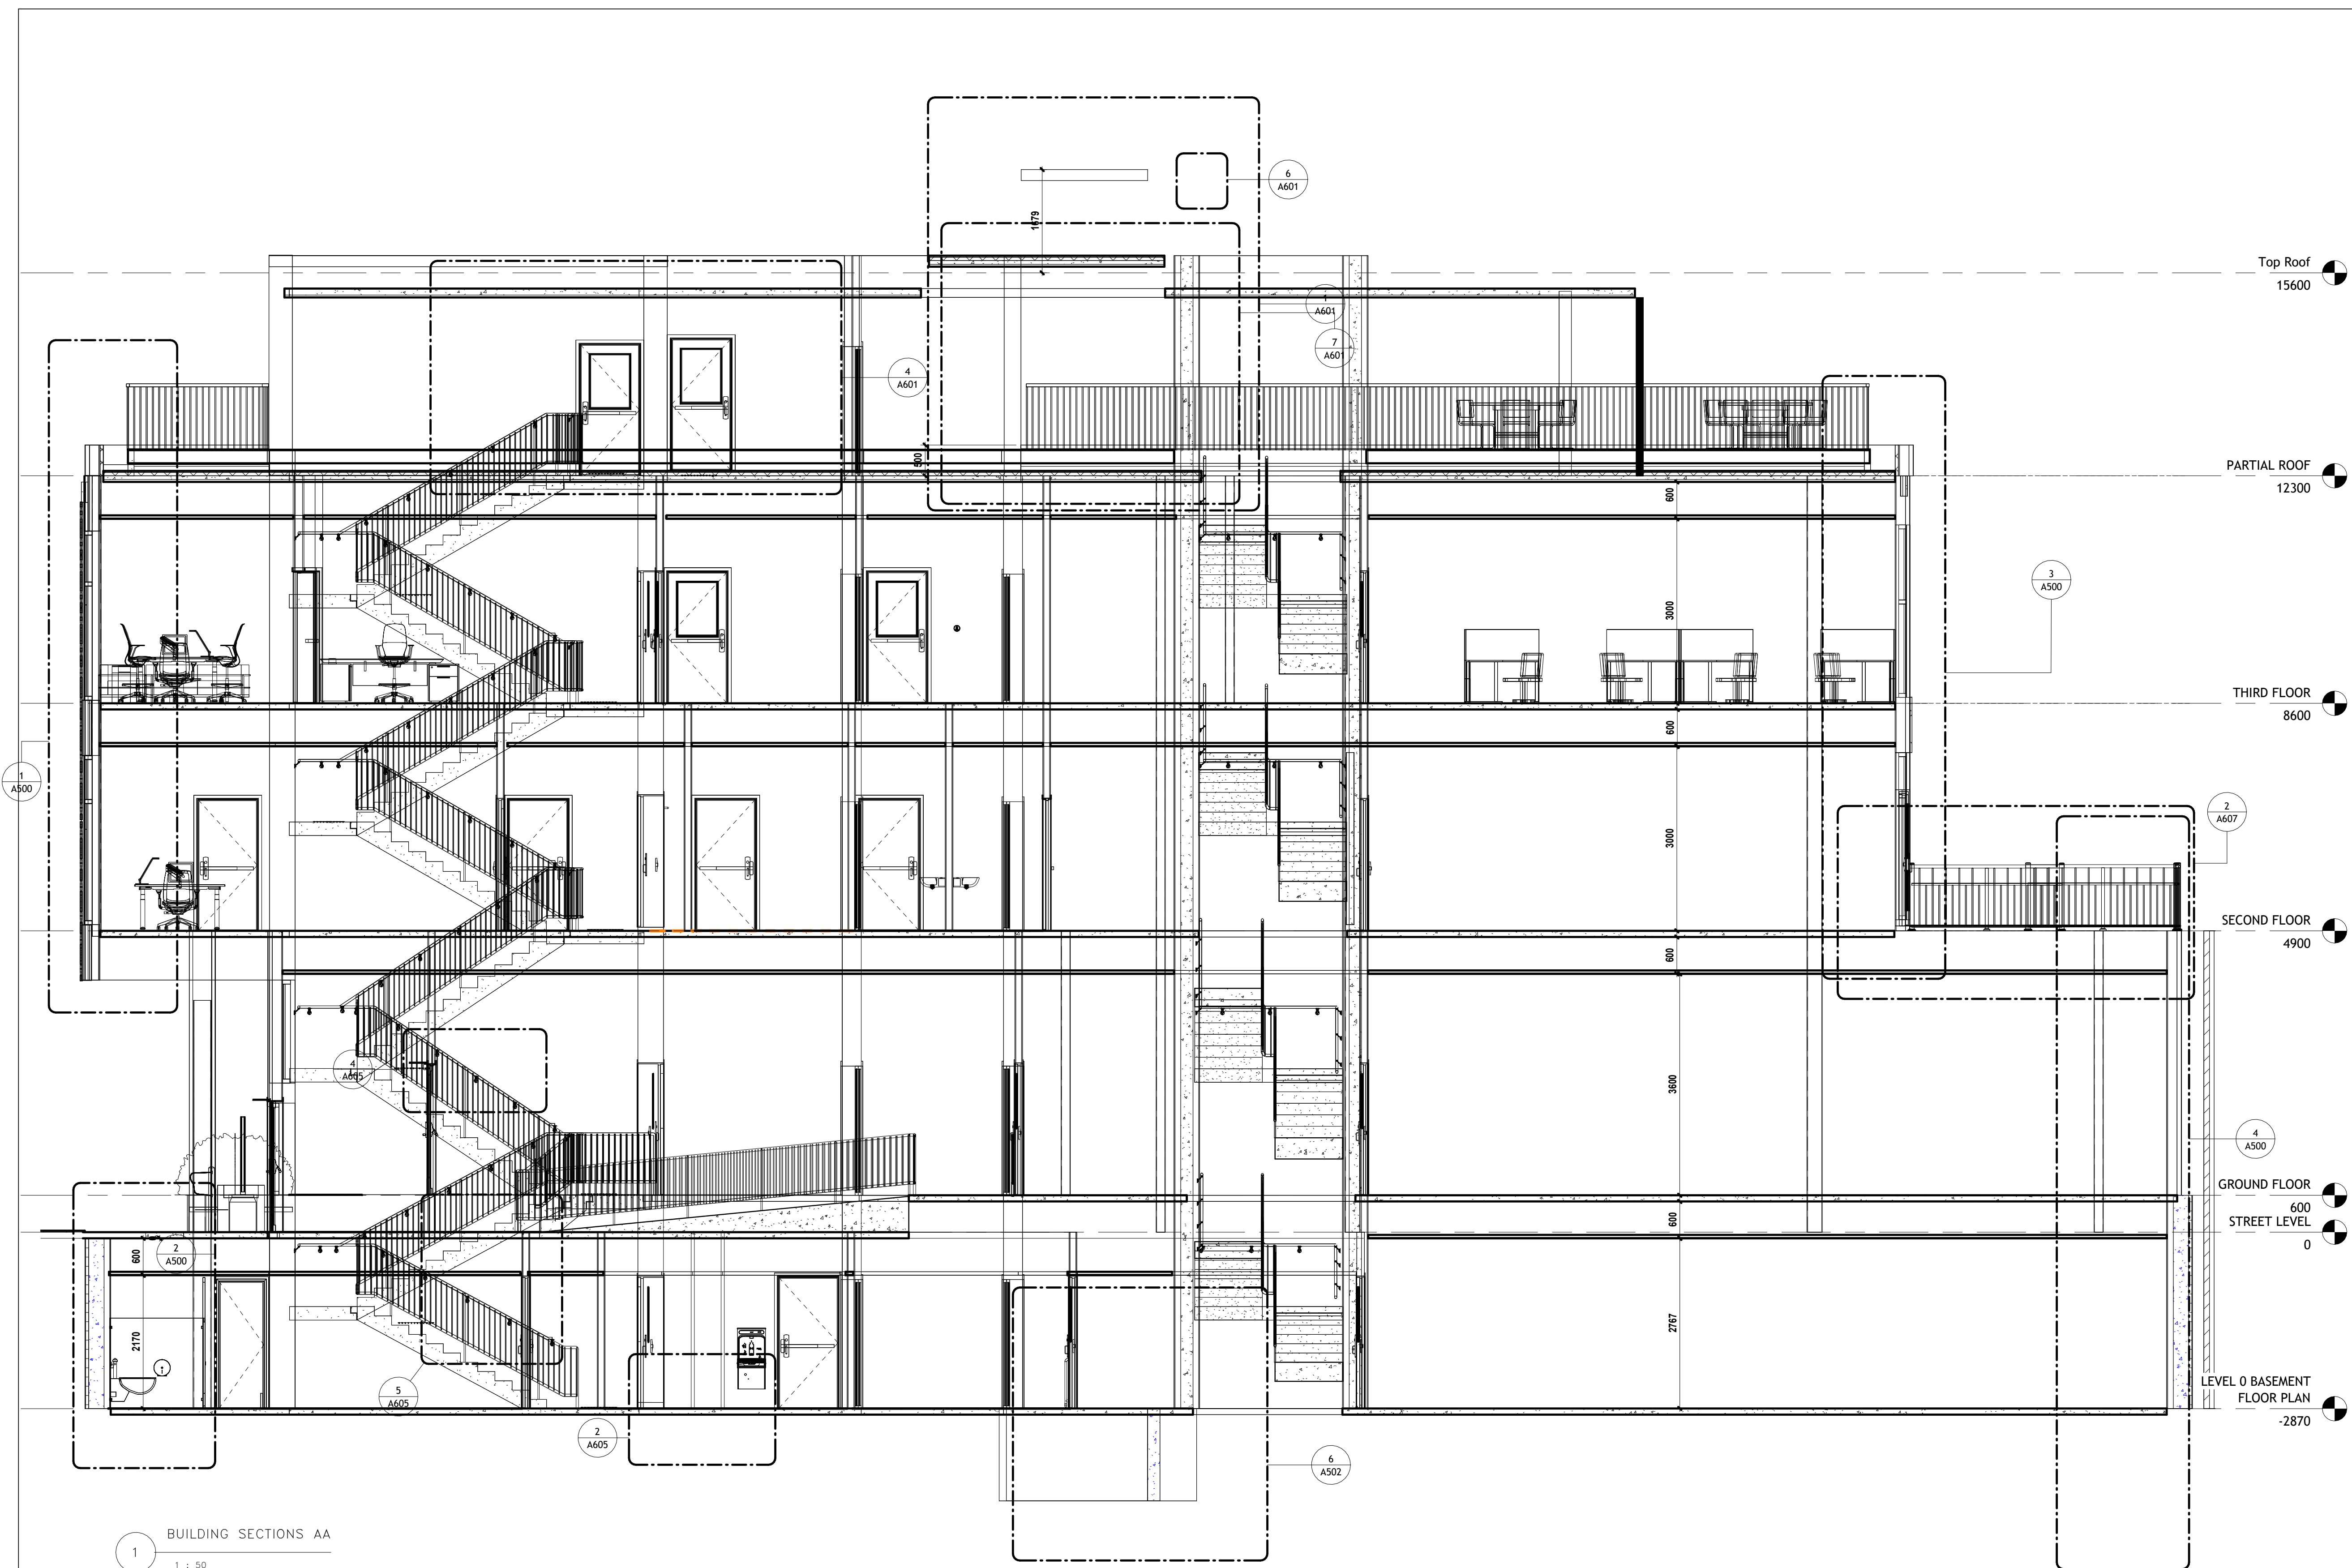 6
A601
1679
Top Roof
15600
1
A601
7
A601
4
A601
500
PARTIAL ROOF
12300
600
3
A500
3000
THIRD FLOOR
8600
600
1
A500
2
A607
3000
SECOND FLOOR
4900
600
4
A605
3600
4
A500
GROUND FLOOR
600
STREET LEVEL
0
600
600
2
A500
2170
2767
5
A605
LEVEL 0 BASEMENT
FLOOR PLAN
-2870
2
A605
6
A502
1
BUILDING SECTIONS AA
1 : 50